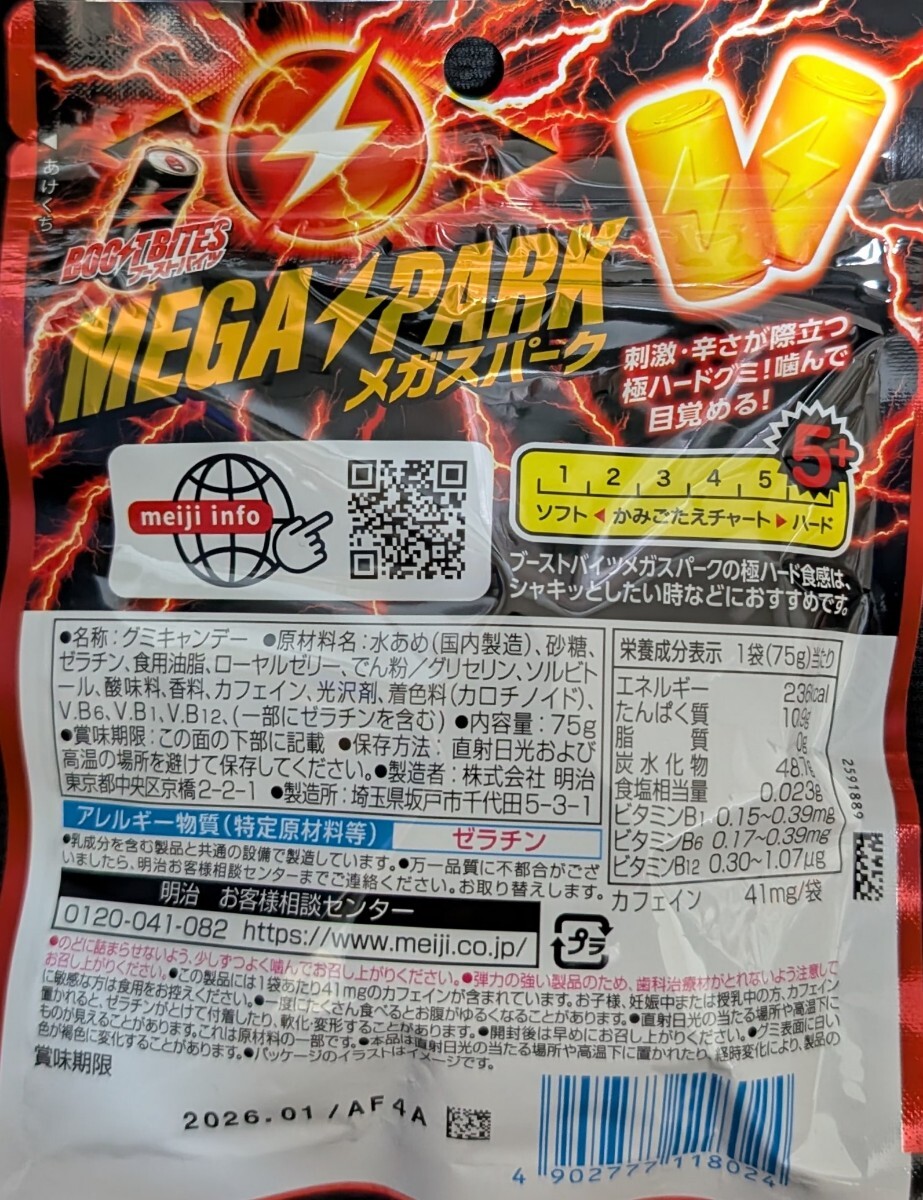 あけくち
BOOSTBITES
ブーストバイツ
MEGASPARK
メガスパーク
刺激・辛さが際立つ
極ハードグミ！噛んで
目覚める！
meiji info
1 2 3 4 5 5+
ソフト ◀ かみごたえチャート ▶ ハード
ブーストバイツメガスパークの極ハード食感は、
シャキッとしたい時などにおすすめです。
●名称：グミキャンデー ●原材料名：水あめ（国内製造）、砂糖、
ゼラチン、食用油脂、ローヤルゼリー、でん粉／グリセリン、ソルビト
ール、酸味料、香料、カフェイン、光沢剤、着色料（カロチノイド）、
V.B6、V.B1、V.B12、（一部にゼラチンを含む） ●内容量：75g
●賞味期限：この面の下部に記載 ●保存方法：直射日光および
高温の場所を避けて保存してください。●製造者：株式会社 明治
東京都中央区京橋2-2-1 ●製造所：埼玉県坂戸市千代田5-3-1
アレルギー物質（特定原材料等） ゼラチン
●乳成分を含む製品と共通の設備で製造しています。●万一品質に不都合がござ
いましたら、明治お客様相談センターまでご連絡ください。お取り替えします。
明治 お客様相談センター
0120-041-082 https://www.meiji.co.jp/
プラ
栄養成分表示 1袋（75g）当たり
エネルギー 236kcal
たんぱく質 10.9g
脂質 0g
炭水化物 48.1g
食塩相当量 0.023g
ビタミンB1 0.15～0.39mg
ビタミンB6 0.17～0.39mg
ビタミンB12 0.30～1.07μg
カフェイン 41mg/袋
2591889
●のどに詰まらせないよう、少しずつよく噛んでお召し上がりください。●弾力の強い製品のため、歯科治療材がとれないよう注意して
お召し上がりください。●この製品には1袋あたり41mgのカフェインが含まれています。お子様、妊娠中または授乳中の方、カフェイン
に敏感な方は食用をお控えください。●一度にたくさん食べるとお腹がゆるくなることがあります。●直射日光の当たる場所や高温下に
置かれると、ゼラチンがとけて付着したり、軟化・変形することがあります。●開封後は早めにお召し上がりください。●グミ表面に白い
ものが見えることがあります。これは原材料の一部です。●本品は直射日光の当たる場所や高温下に置かれたり、経時変化により、製品の
色が褐色に変化することがあります。●パッケージのイラストはイメージです。
賞味期限
2026.01/AF4A
4 902777 118024